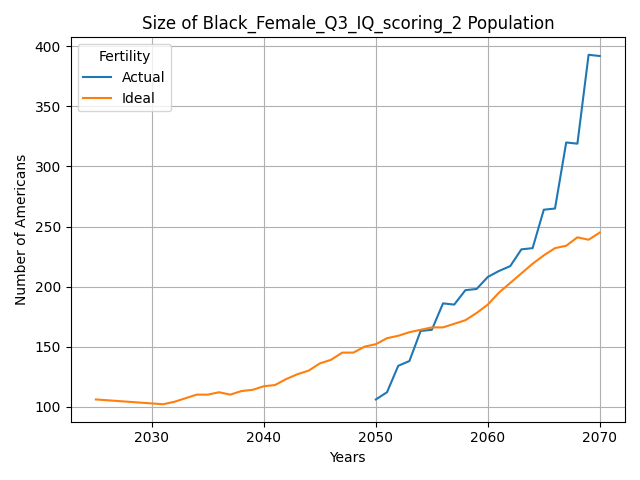 Size of Black_Female_Q3_IQ_scoring_2 Population
Fertility
Actual
Ideal
400
350
300
250
200
150
100
Number of Americans
2030
2040
2050
2060
2070
Years